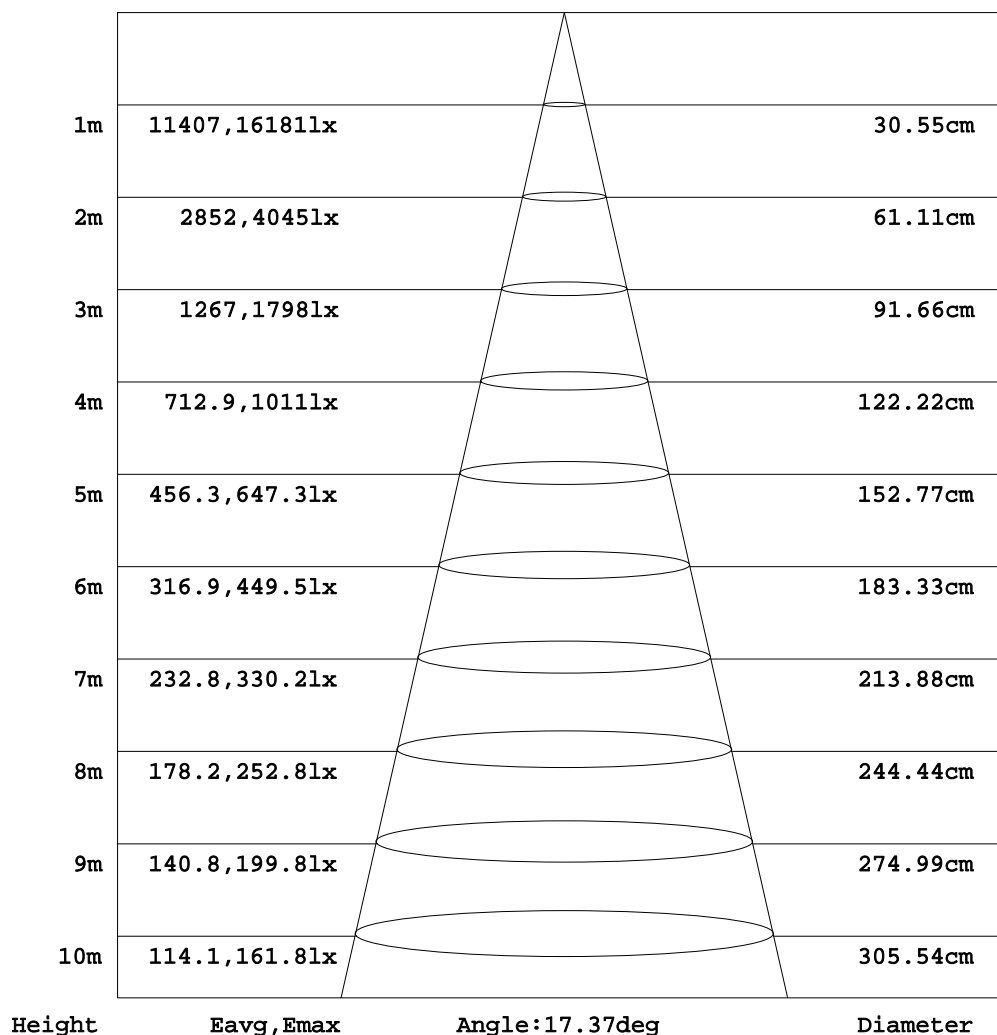 1m 11407,16181lx 30.55cm
2m 2852,4045lx 61.11cm
3m 1267,1798lx 91.66cm
4m 712.9,1011lx 122.22cm
5m 456.3,647.3lx 152.77cm
6m 316.9,449.5lx 183.33cm
7m 232.8,330.2lx 213.88cm
8m 178.2,252.8lx 244.44cm
9m 140.8,199.8lx 274.99cm
10m 114.1,161.8lx 305.54cm
Height Eavg,Emax Angle:17.37deg Diameter